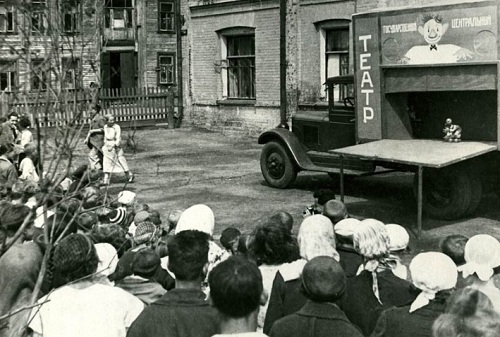 ГОСУДАРСТВЕННЫЙ ЦЕНТРАЛЬНЫЙ
ТЕАТР